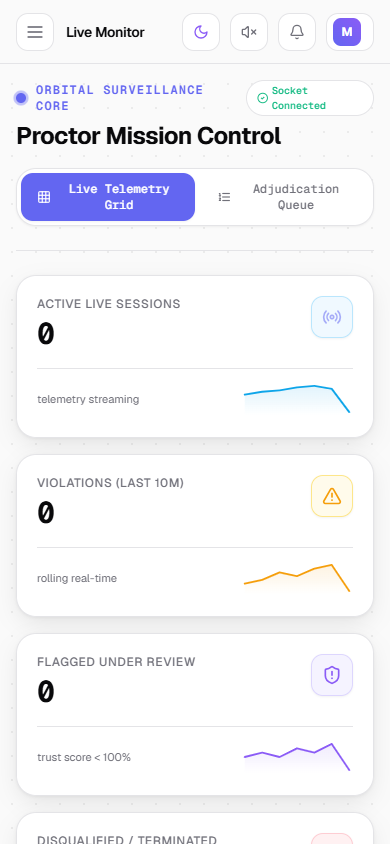 Live Monitor
M
ORBITAL SURVEILLANCE
CORE
Socket
Connected
Proctor Mission Control
Live Telemetry
Grid
Adjudication
Queue
ACTIVE LIVE SESSIONS
0
telemetry streaming
VIOLATIONS (LAST 10M)
0
rolling real-time
FLAGGED UNDER REVIEW
0
trust score < 100%
DISQUALIFIED / TERMINATED